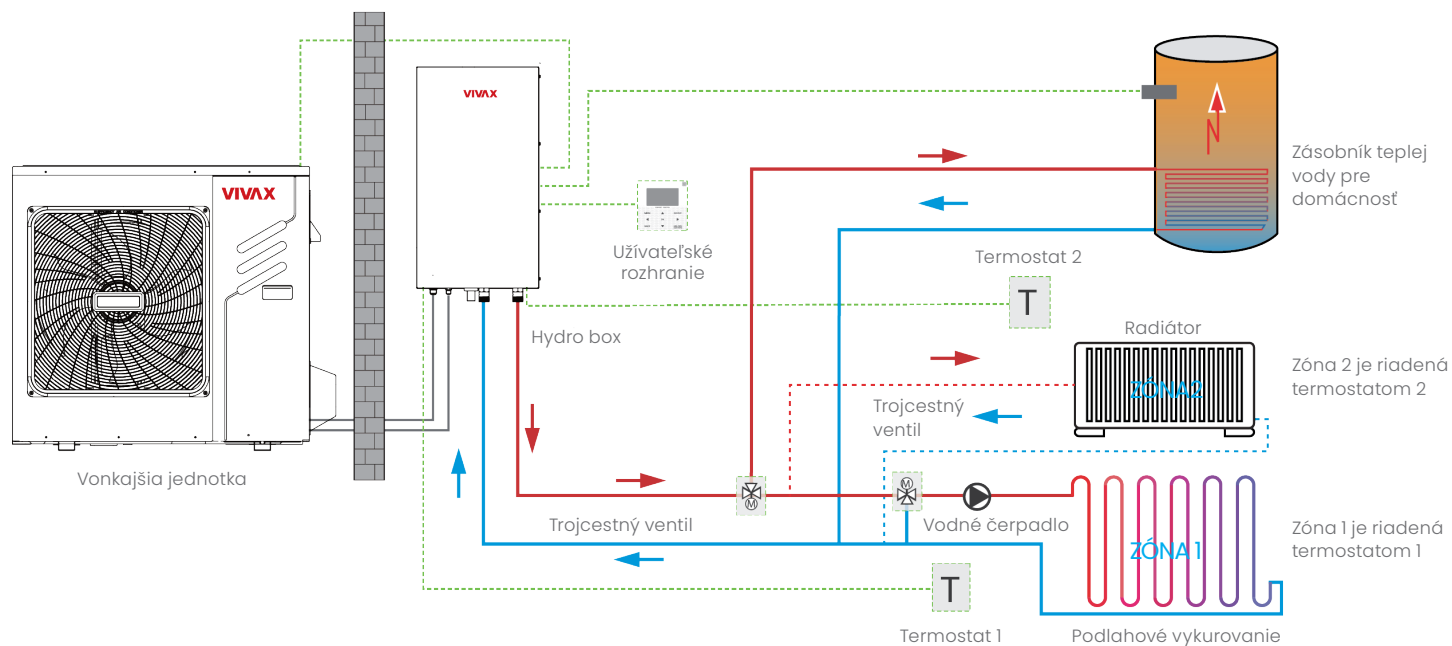 VIVAX
VIVAX
Vonkajšia jednotka
Hydro box
Užívateľské
rozhranie
Zásobník teplej
vody pre
domácnosť
Termostat 2
T
Radiátor
ZÓNA2
Zóna 2 je riadená
termostatom 2
Trojcestný
ventil
M
M
Trojcestný ventil
Vodné čerpadlo
ZÓNA 1
Zóna 1 je riadená
termostatom 1
T
Termostat 1
Podlahové vykurovanie